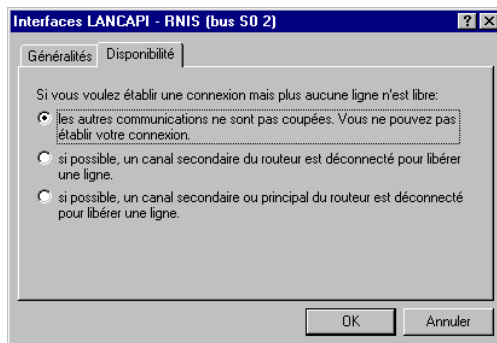 Interfaces LANCAPI - RNIS (bus S0 2)
Généralités Disponibilité
Si vous voulez établir une connexion mais plus aucune ligne n'est libre:
les autres communications ne sont pas coupées. Vous ne pouvez pas
établir votre connexion.
si possible, un canal secondaire du routeur est déconnecté pour libérer
une ligne.
si possible, un canal secondaire ou principal du routeur est déconnecté
pour libérer une ligne.
OK Annuler